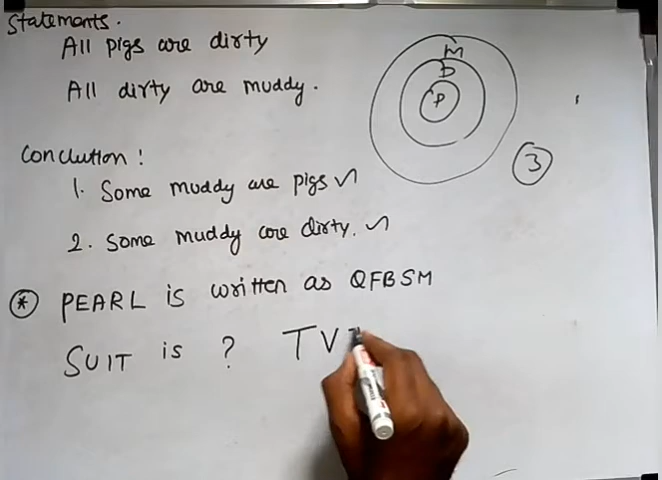 Statements.
All pigs are dirty
All dirty are muddy.
M
D
P
3
Conclution:
1. Some muddy are pigs ✓
2. Some muddy are dirty. ✓
* PEARL is written as QFBSM
SUIT is ? TV